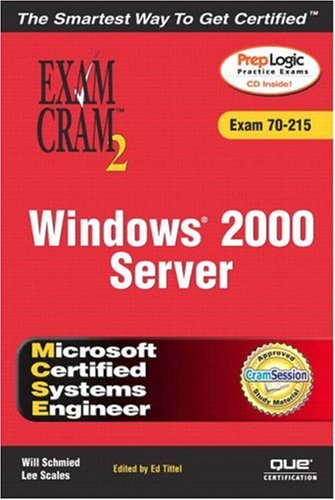 The Smartest Way To Get Certified™
PrepLogic
Practice Exams
CD Inside!
EXAM
CRAM™
2
Exam 70-215
Windows® 2000
Server
Microsoft
Certified
Systems
Engineer
Approved
CramSession
Study Material
Will Schmied
Lee Scales
Edited by Ed Tittel
QUE®
CERTIFICATION